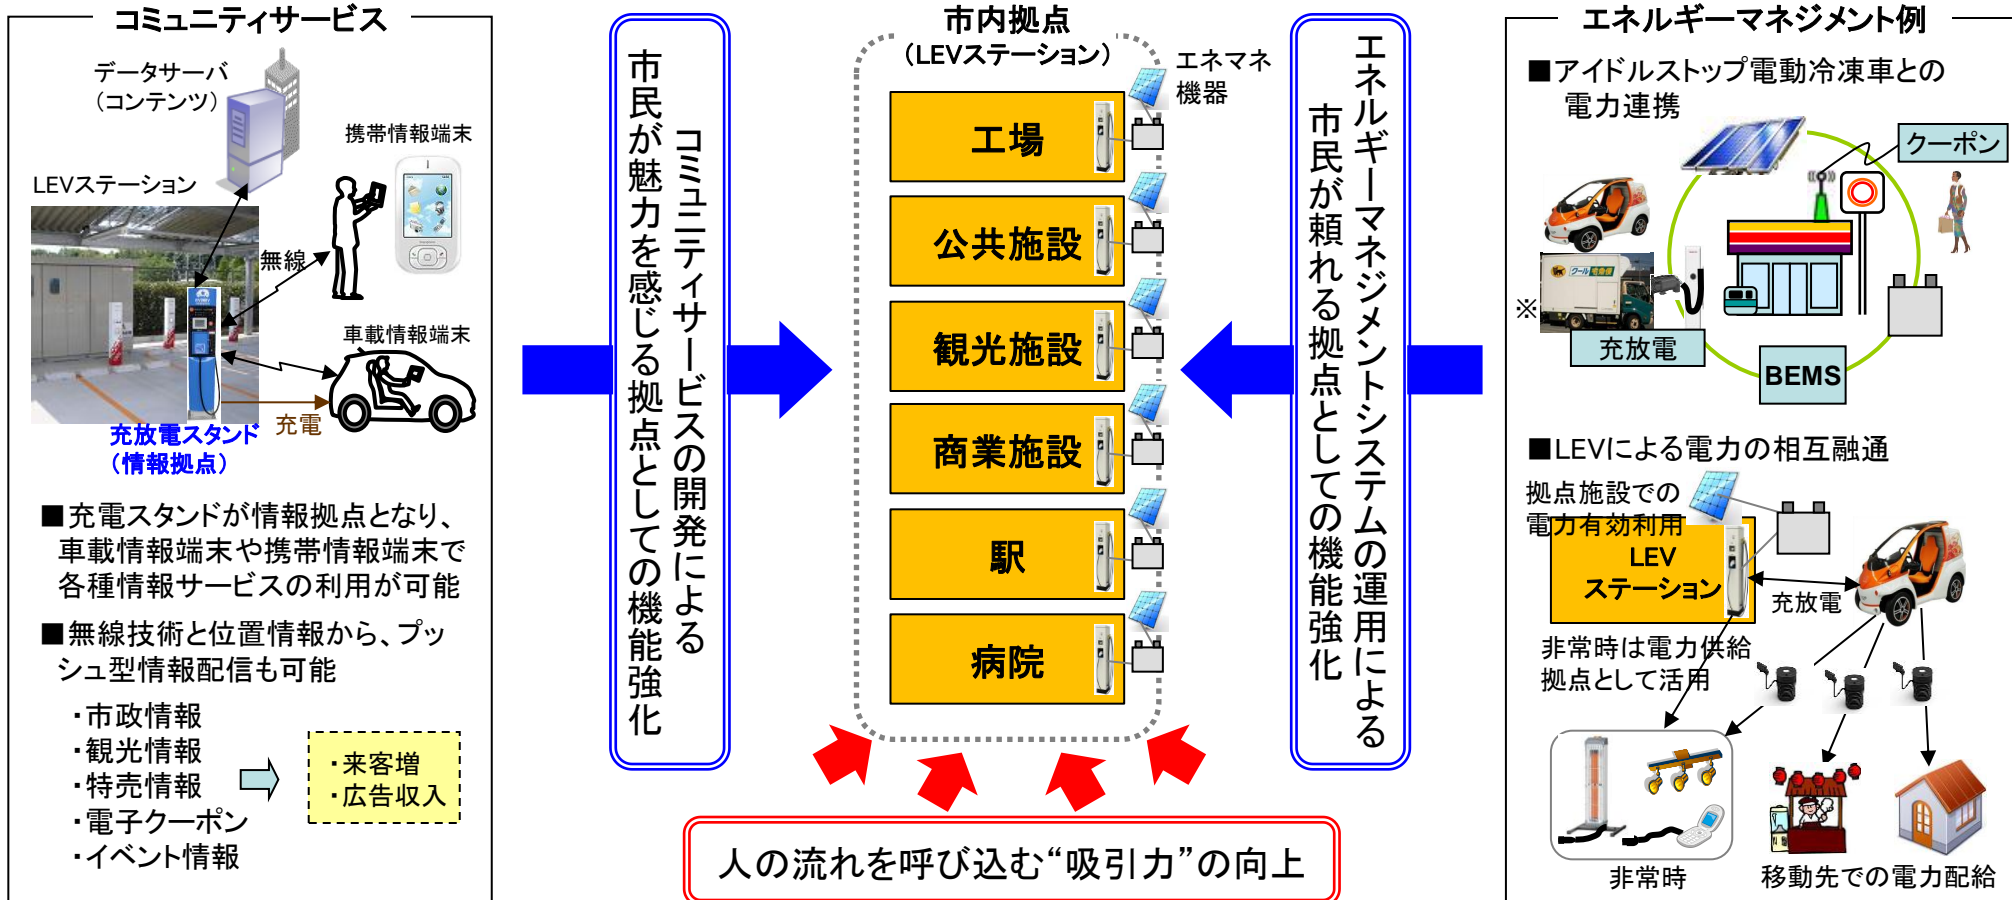 コミュニティサービス
データサーバ
（コンテンツ）
携帯情報端末
LEVステーション
無線
車載情報端末
充電
充放電スタンド
（情報拠点）
■充電スタンドが情報拠点となり、
車載情報端末や携帯情報端末で
各種情報サービスの利用が可能
■無線技術と位置情報から、プッ
シュ型情報配信も可能
・市政情報
・観光情報
・特売情報
・電子クーポン
・イベント情報
・来客増
・広告収入
コミュニティサービスの開発による
市民が魅力を感じる拠点としての機能強化
市内拠点
（LEVステーション）
エネマネ
機器
工場
公共施設
観光施設
商業施設
駅
病院
人の流れを呼び込む“吸引力”の向上
エネルギーマネジメントシステムの運用による
市民が頼れる拠点としての機能強化
エネルギーマネジメント例
■アイドルストップ電動冷凍車との
電力連携
クーポン
クール宅急便
※
充放電
BEMS
■LEVによる電力の相互融通
拠点施設での
電力有効利用
LEV
ステーション
充放電
非常時は電力供給
拠点として活用
非常時
移動先での電力配給